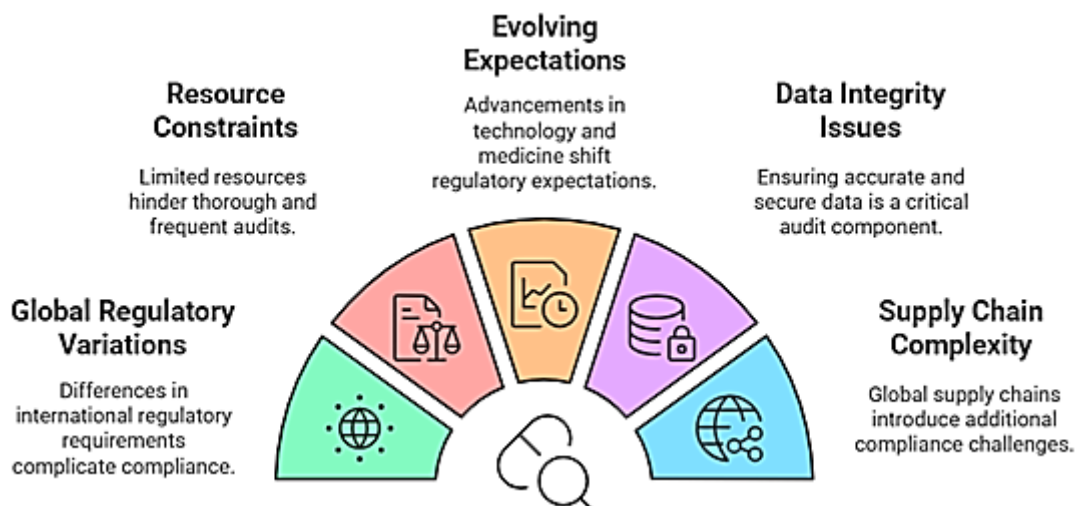 Evolving
Expectations
Advancements in
technology and
medicine shift
regulatory expectations.
Resource
Constraints
Limited resources
hinder thorough and
frequent audits.
Data Integrity
Issues
Ensuring accurate and
secure data is a critical
audit component.
Global Regulatory
Variations
Differences in
international regulatory
requirements
complicate compliance.
Supply Chain
Complexity
Global supply chains
introduce additional
compliance challenges.